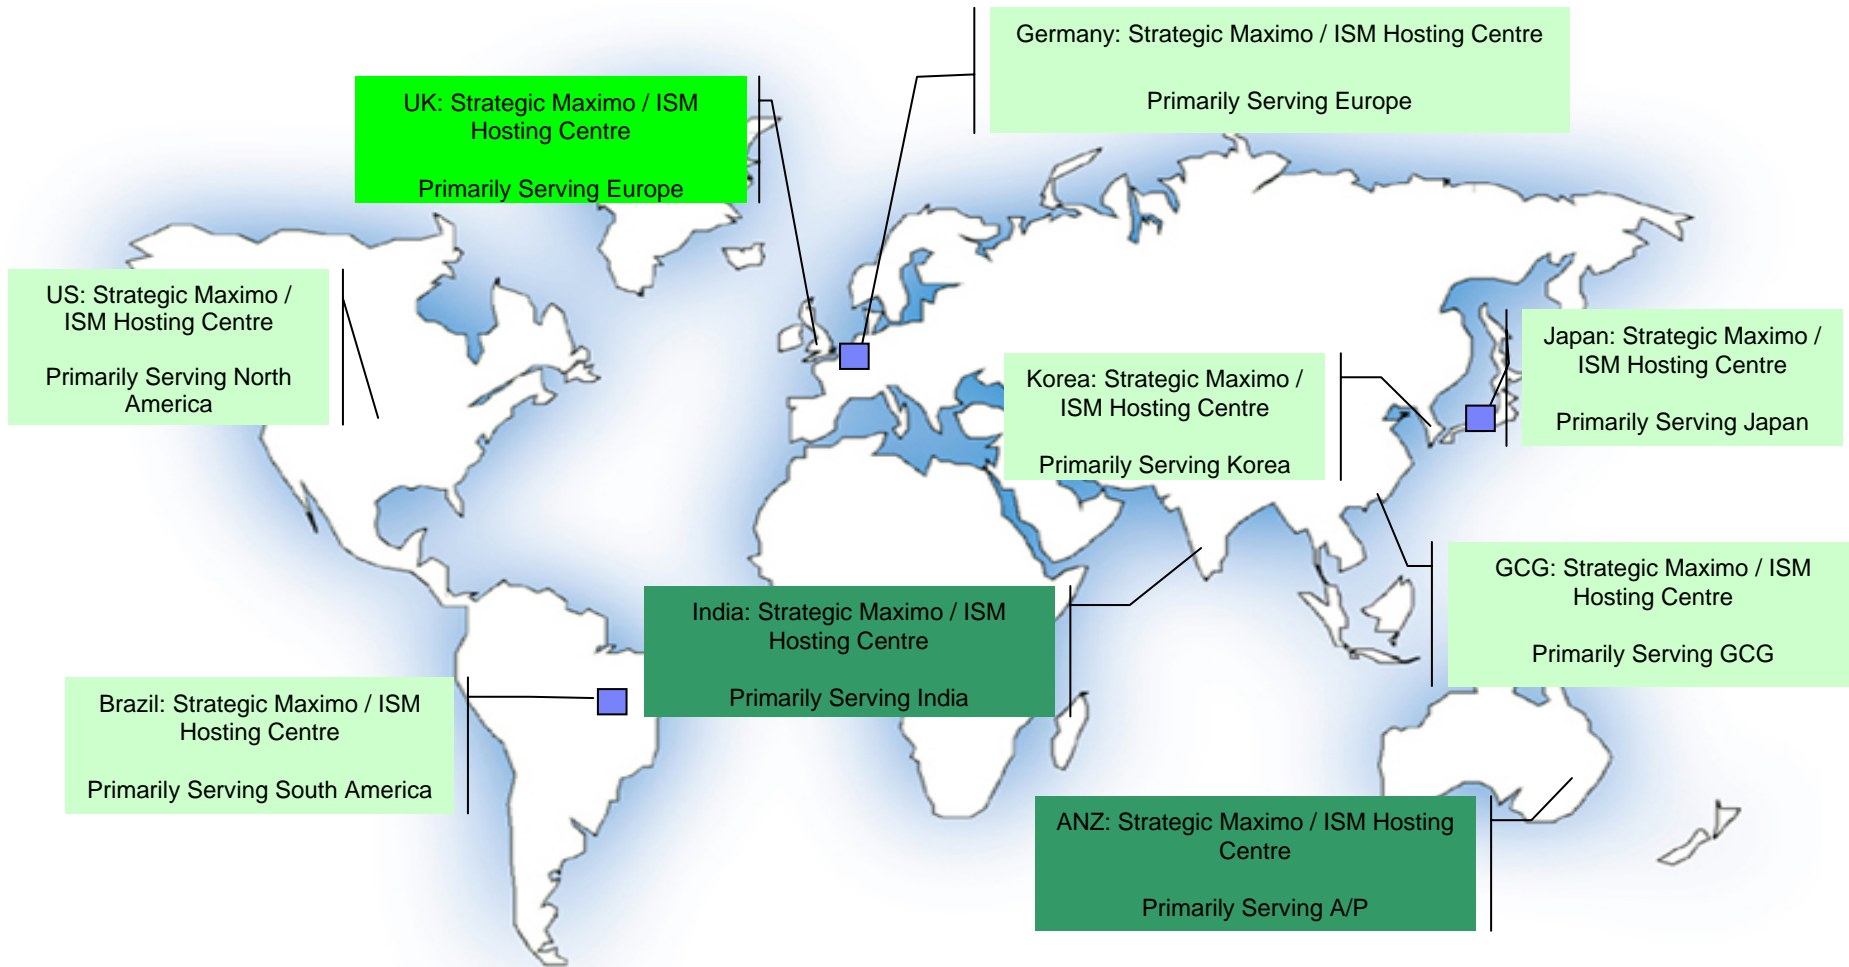 Germany: Strategic Maximo / ISM Hosting Centre
Primarily Serving Europe
UK: Strategic Maximo / ISM
Hosting Centre
Primarily Serving Europe
US: Strategic Maximo /
ISM Hosting Centre
Primarily Serving North
America
Japan: Strategic Maximo /
ISM Hosting Centre
Primarily Serving Japan
Korea: Strategic Maximo /
ISM Hosting Centre
Primarily Serving Korea
GCG: Strategic Maximo / ISM
Hosting Centre
Primarily Serving GCG
India: Strategic Maximo / ISM
Hosting Centre
Primarily Serving India
Brazil: Strategic Maximo / ISM
Hosting Centre
Primarily Serving South America
ANZ: Strategic Maximo / ISM Hosting
Centre
Primarily Serving A/P